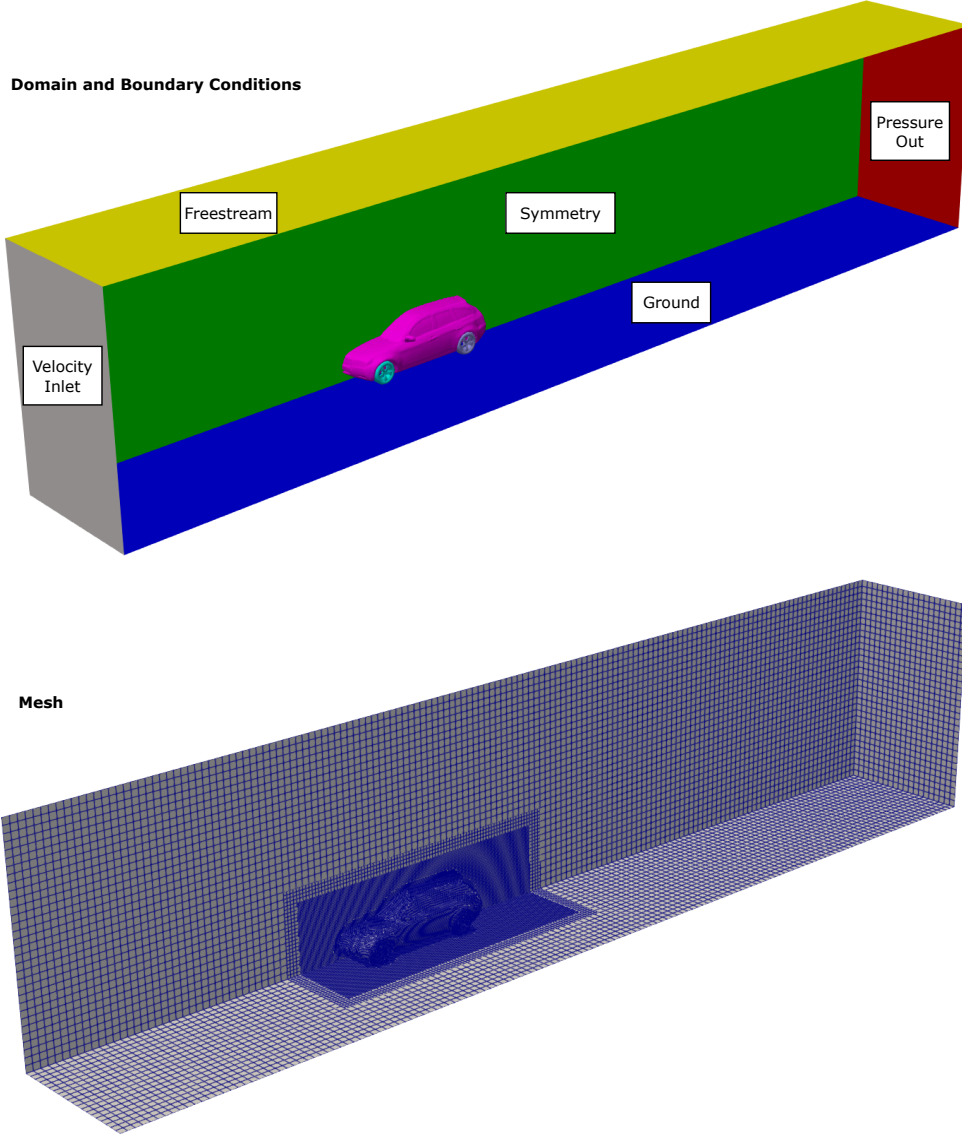 Domain and Boundary Conditions
Pressure
Out
Freestream
Symmetry
Ground
Velocity
Inlet
Mesh